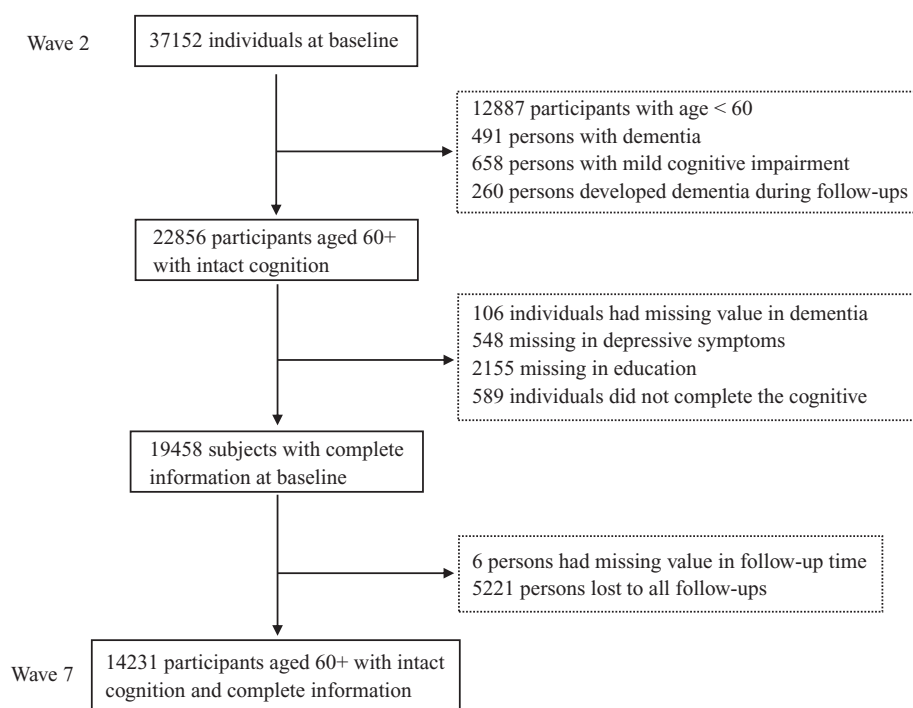 Wave 2
37152 individuals at baseline
12887 participants with age < 60
491 persons with dementia
658 persons with mild cognitive impairment
260 persons developed dementia during follow-ups
22856 participants aged 60+
with intact cognition
106 individuals had missing value in dementia
548 missing in depressive symptoms
2155 missing in education
589 individuals did not complete the cognitive
19458 subjects with complete
information at baseline
6 persons had missing value in follow-up time
5221 persons lost to all follow-ups
Wave 7
14231 participants aged 60+ with intact
cognition and complete information